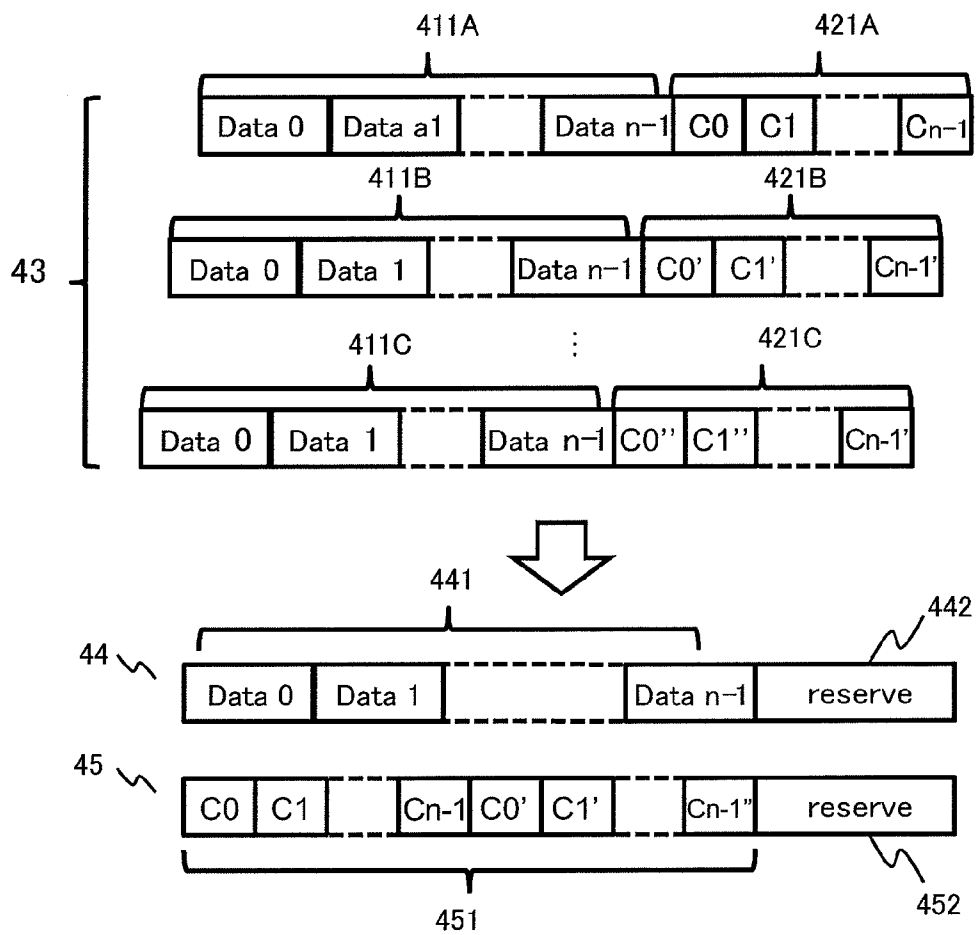 411A 421A
Data 0 Data a1 Data n-1 C0 C1 Cn-1
411B 421B
43
Data 0 Data 1 Data n-1 C0' C1' Cn-1'
411C ⋮ 421C
Data 0 Data 1 Data n-1 C0'' C1'' Cn-1'
441 442
44
Data 0 Data 1 Data n-1 reserve
45
C0 C1 Cn-1 C0' C1' Cn-1" reserve
451 452